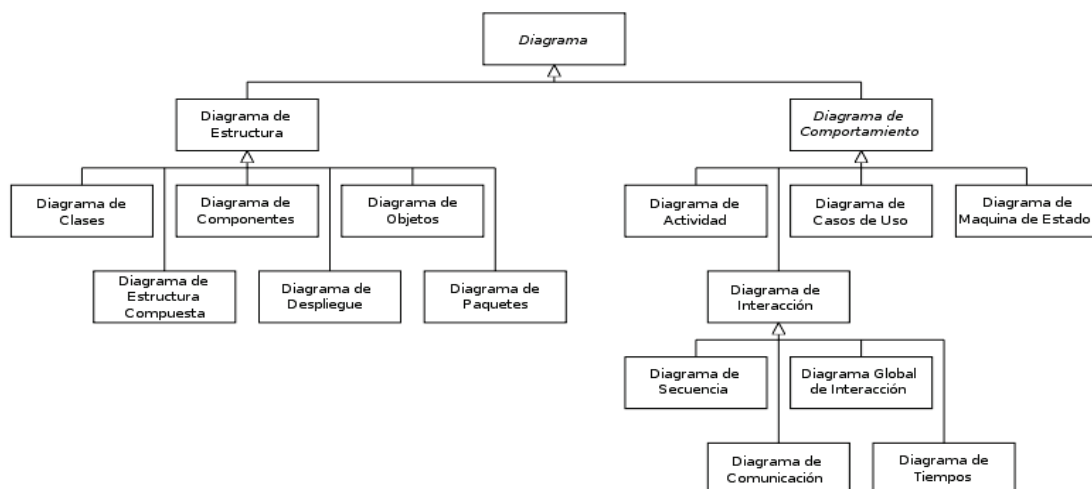 Diagrama
Diagrama de
Estructura
Diagrama de
Comportamiento
Diagrama de
Clases
Diagrama de
Componentes
Diagrama de
Objetos
Diagrama de
Actividad
Diagrama de
Casos de Uso
Diagrama de
Maquina de Estado
Diagrama de
Estructura
Compuesta
Diagrama de
Despliegue
Diagrama de
Paquetes
Diagrama de
Interacción
Diagrama de
Secuencia
Diagrama Global
de Interacción
Diagrama de
Comunicación
Diagrama de
Tiempos